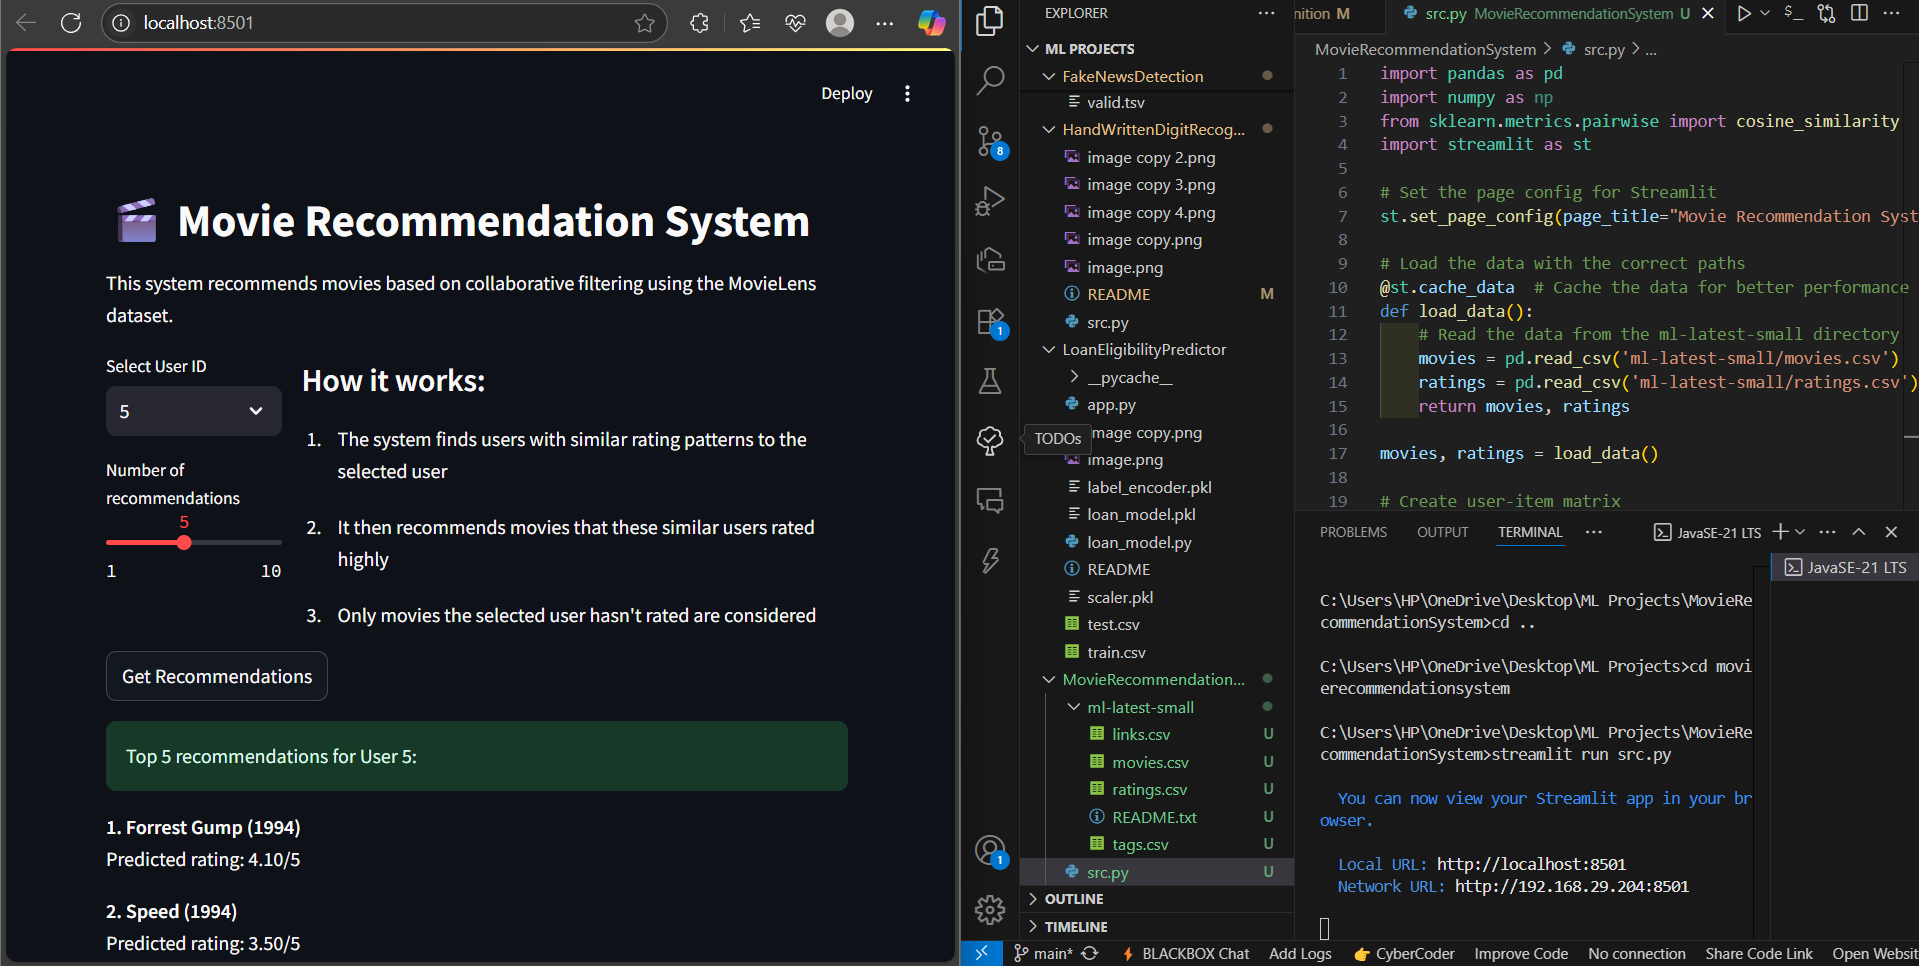 localhost:8501
Deploy
Movie Recommendation System
This system recommends movies based on collaborative filtering using the MovieLens
dataset.
Select User ID
5
Number of
recommendations
5
1 10
How it works:
1. The system finds users with similar rating patterns to the
selected user
2. It then recommends movies that these similar users rated
highly
3. Only movies the selected user hasn't rated are considered
Get Recommendations
Top 5 recommendations for User 5:
1. Forrest Gump (1994)
Predicted rating: 4.10/5
2. Speed (1994)
Predicted rating: 3.50/5
8
1
TODOs
1
EXPLORER
ML PROJECTS
FakeNewsDetection
valid.tsv
HandWrittenDigitRecog...
image copy 2.png
image copy 3.png
image copy 4.png
image copy.png
image.png
README M
src.py
LoanEligibilityPredictor
__pycache__
app.py
mage copy.png
image.png
label_encoder.pkl
loan_model.pkl
loan_model.py
README
scaler.pkl
test.csv
train.csv
MovieRecommendation...
ml-latest-small
links.csv U
movies.csv U
ratings.csv U
README.txt U
tags.csv U
src.py U
OUTLINE
TIMELINE
nition M
src.py MovieRecommendationSystem U
MovieRecommendationSystem > src.py > ...
1 import pandas as pd
2 import numpy as np
3 from sklearn.metrics.pairwise import cosine_similarity
4 import streamlit as st
5
6 # Set the page config for Streamlit
7 st.set_page_config(page_title="Movie Recommendation Syst
8
9 # Load the data with the correct paths
10 @st.cache_data # Cache the data for better performance
11 def load_data():
12 # Read the data from the ml-latest-small directory
13 movies = pd.read_csv('ml-latest-small/movies.csv')
14 ratings = pd.read_csv('ml-latest-small/ratings.csv')
15 return movies, ratings
16
17 movies, ratings = load_data()
18
19 # Create user-item matrix
PROBLEMS OUTPUT TERMINAL ... JavaSE-21 LTS
JavaSE-21 LTS
C:\Users\HP\OneDrive\Desktop\ML Projects\MovieRe
commendationSystem>cd ..
C:\Users\HP\OneDrive\Desktop\ML Projects>cd movi
erecommendationsystem
C:\Users\HP\OneDrive\Desktop\ML Projects\MovieRe
commendationSystem>streamlit run src.py
You can now view your Streamlit app in your br
owser.
Local URL: http://localhost:8501
Network URL: http://192.168.29.204:8501
main* BLACKBOX Chat Add Logs CyberCoder Improve Code No connection Share Code Link Open Websit